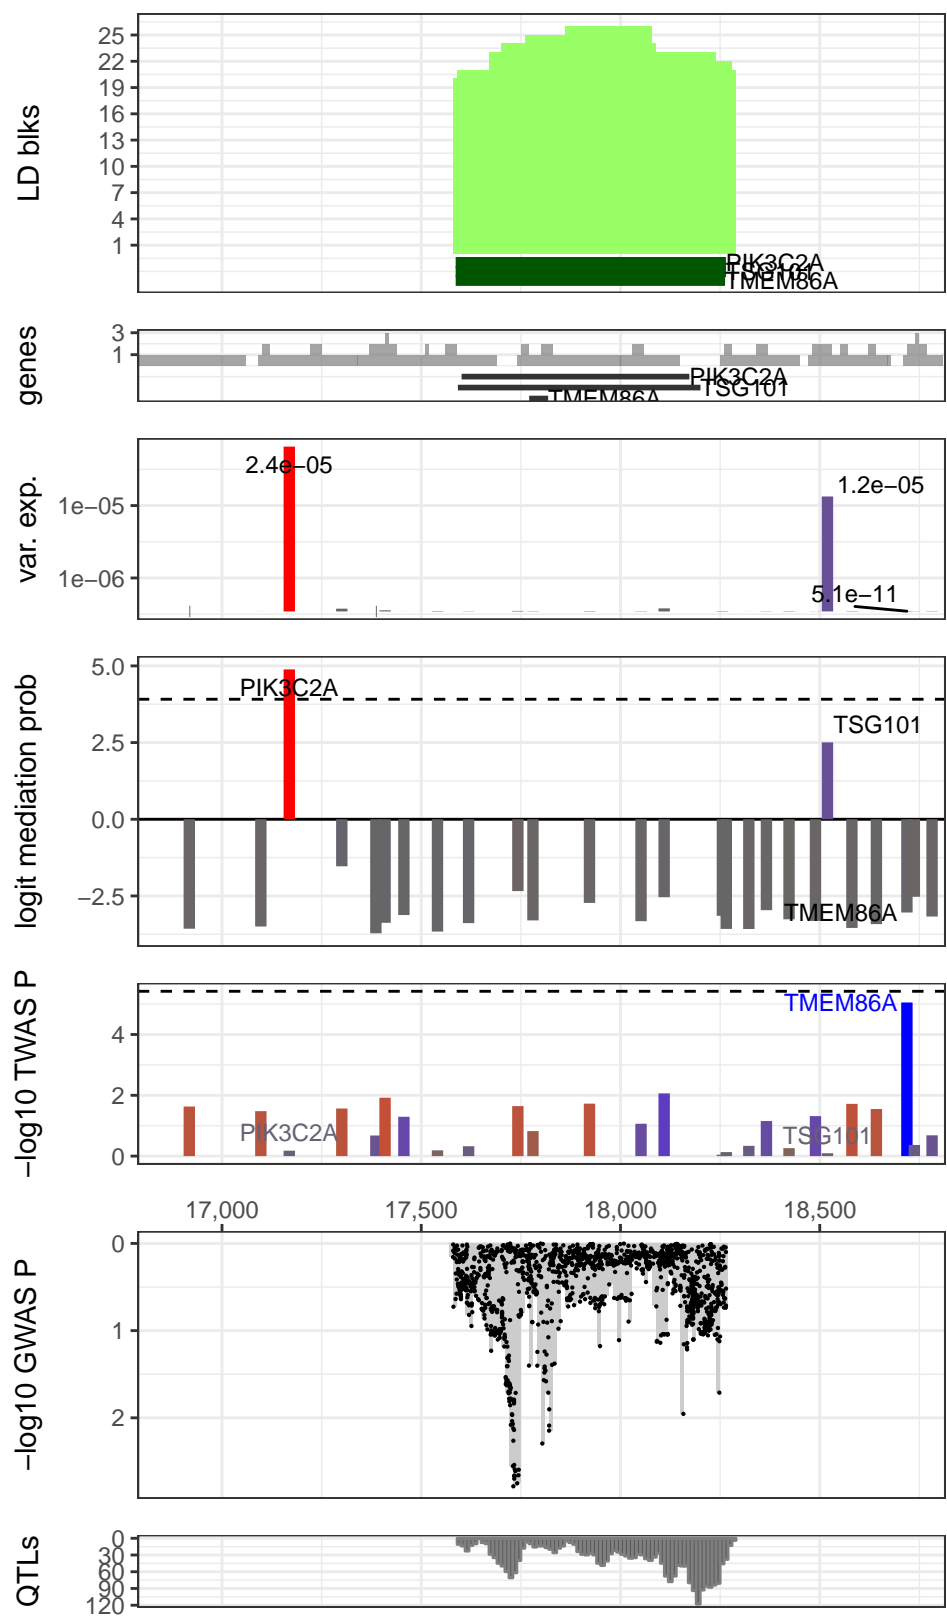 LD blks
25
22
19
16
13
10
7
4
1
PIK3C2A
TSG101
TMEM86A
genes
3
1
PIK3C2A
TSG101
TMEM86A
var. exp.
1e−05
1e−06
2.4e−05
1.2e−05
5.1e−11
logit mediation prob
5.0
2.5
0.0
−2.5
PIK3C2A
TSG101
TMEM86A
−log10 TWAS P
4
2
0
TMEM86A
PIK3C2A
TSG101
17,000
17,500
18,000
18,500
−log10 GWAS P
0
1
2
QTLs
0
30
60
90
120